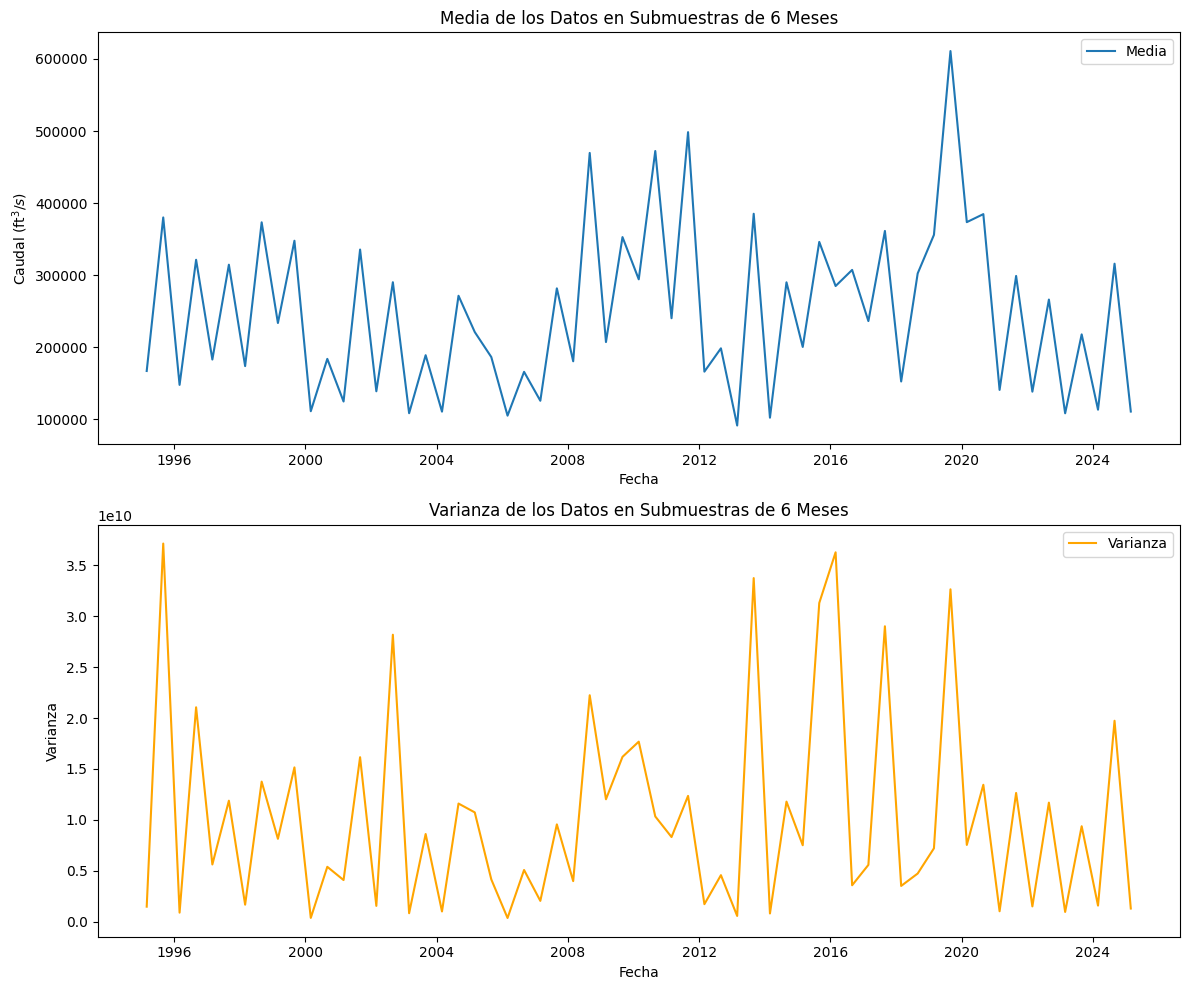 Media de los Datos en Submuestras de 6 Meses
600000
500000
400000
300000
200000
100000
Caudal (ft³/s)
Media
1996 2000 2004 2008 2012 2016 2020 2024
Fecha
Varianza de los Datos en Submuestras de 6 Meses
1e10
3.5
3.0
2.5
2.0
1.5
1.0
0.5
0.0
Varianza
Varianza
1996 2000 2004 2008 2012 2016 2020 2024
Fecha